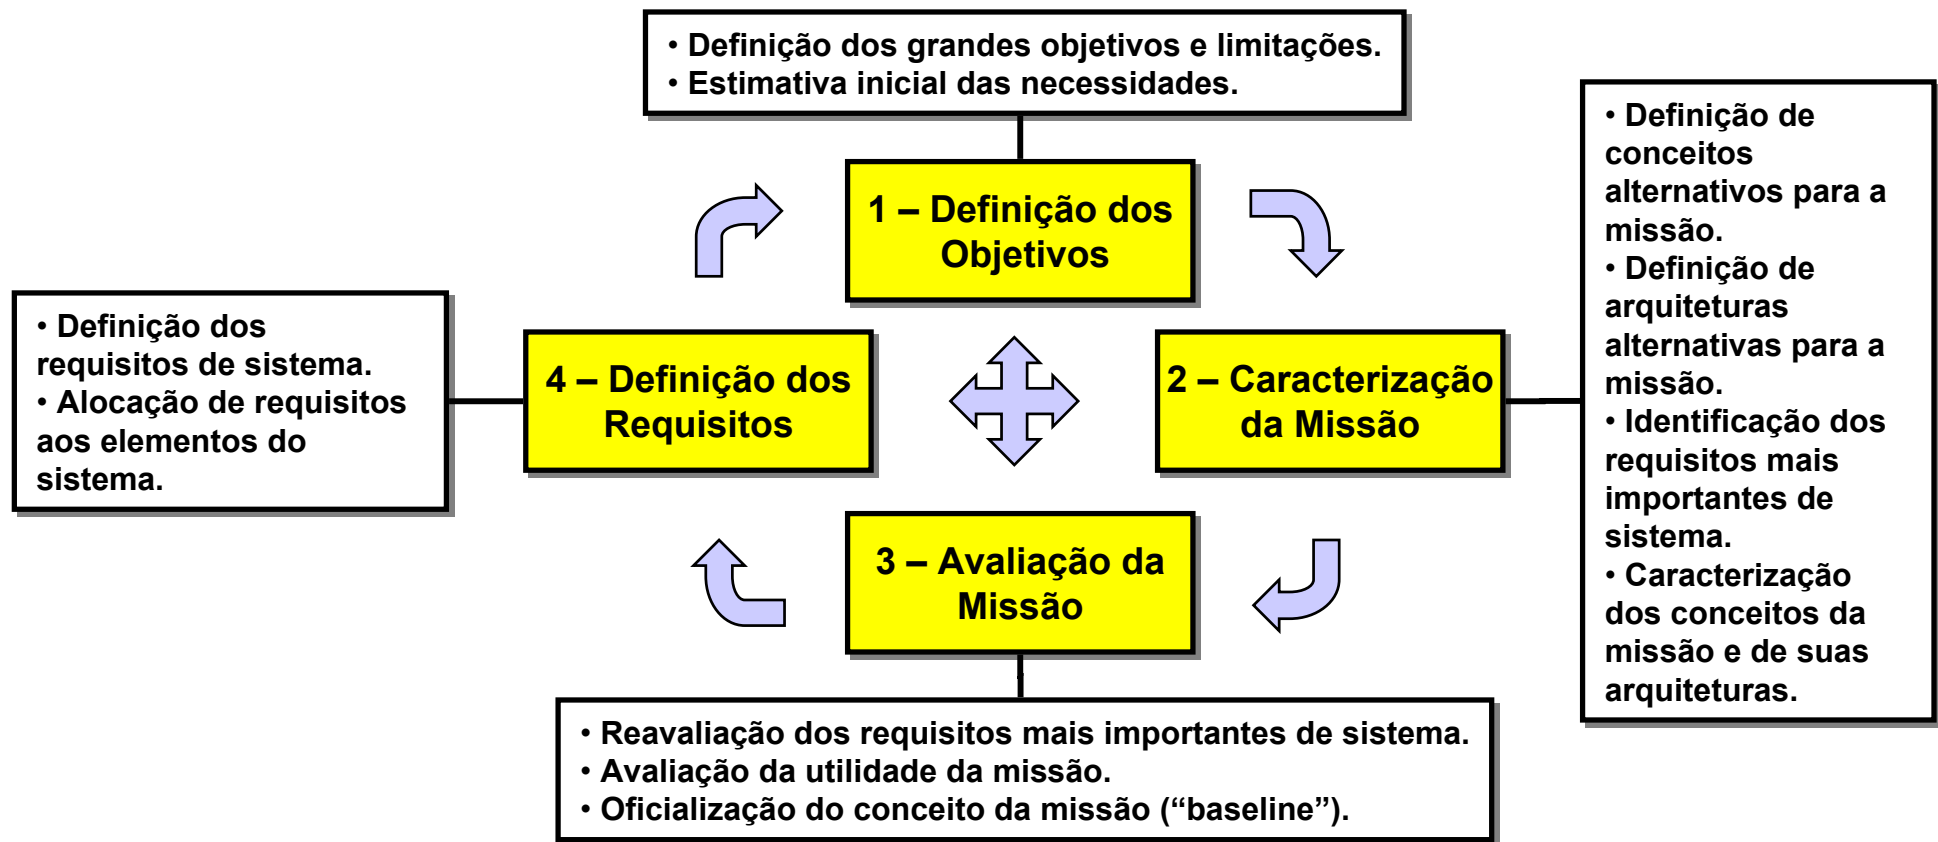 • Definição dos grandes objetivos e limitações.
• Estimativa inicial das necessidades.
1 – Definição dos
Objetivos
• Definição de
conceitos
alternativos para a
missão.
• Definição de
arquiteturas
alternativas para a
missão.
• Identificação dos
requisitos mais
importantes de
sistema.
• Caracterização
dos conceitos da
missão e de suas
arquiteturas.
2 – Caracterização
da Missão
• Definição dos
requisitos de sistema.
• Alocação de requisitos
aos elementos do
sistema.
4 – Definição dos
Requisitos
3 – Avaliação da
Missão
• Reavaliação dos requisitos mais importantes de sistema.
• Avaliação da utilidade da missão.
• Oficialização do conceito da missão (“baseline”).